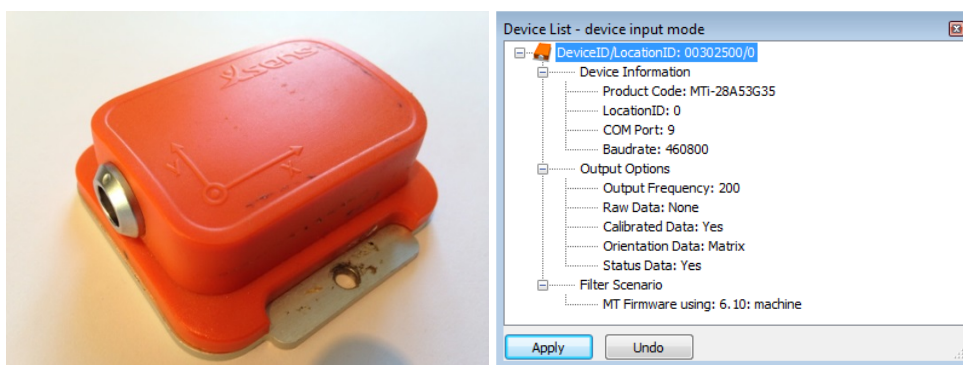 xsens
Y
X
Device List - device input mode
DeviceID/LocationID: 00302500/0
Device Information
Product Code: MTi-28A53G35
LocationID: 0
COM Port: 9
Baudrate: 460800
Output Options
Output Frequency: 200
Raw Data: None
Calibrated Data: Yes
Orientation Data: Matrix
Status Data: Yes
Filter Scenario
MT Firmware using: 6.10: machine
Apply
Undo